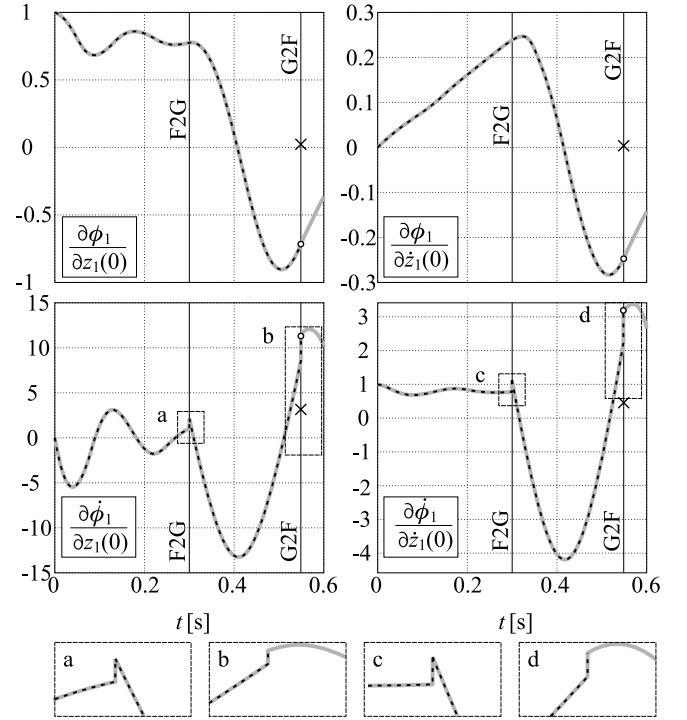 1
0.5
0
-0.5
-1
F2G
G2F
∂ϕ₁
∂z₁(0)
0.3
0.2
0.1
0
-0.1
-0.2
-0.3
F2G
G2F
∂ϕ₁
∂ż₁(0)
15
10
5
0
-5
-10
-15
0 0.2 0.4 0.6
a
b
F2G
G2F
∂ϕ̇₁
∂z₁(0)
t [s]
3
2
1
0
-1
-2
-3
-4
0 0.2 0.4 0.6
c
d
F2G
G2F
∂ϕ̇₁
∂ż₁(0)
t [s]
a
b
c
d